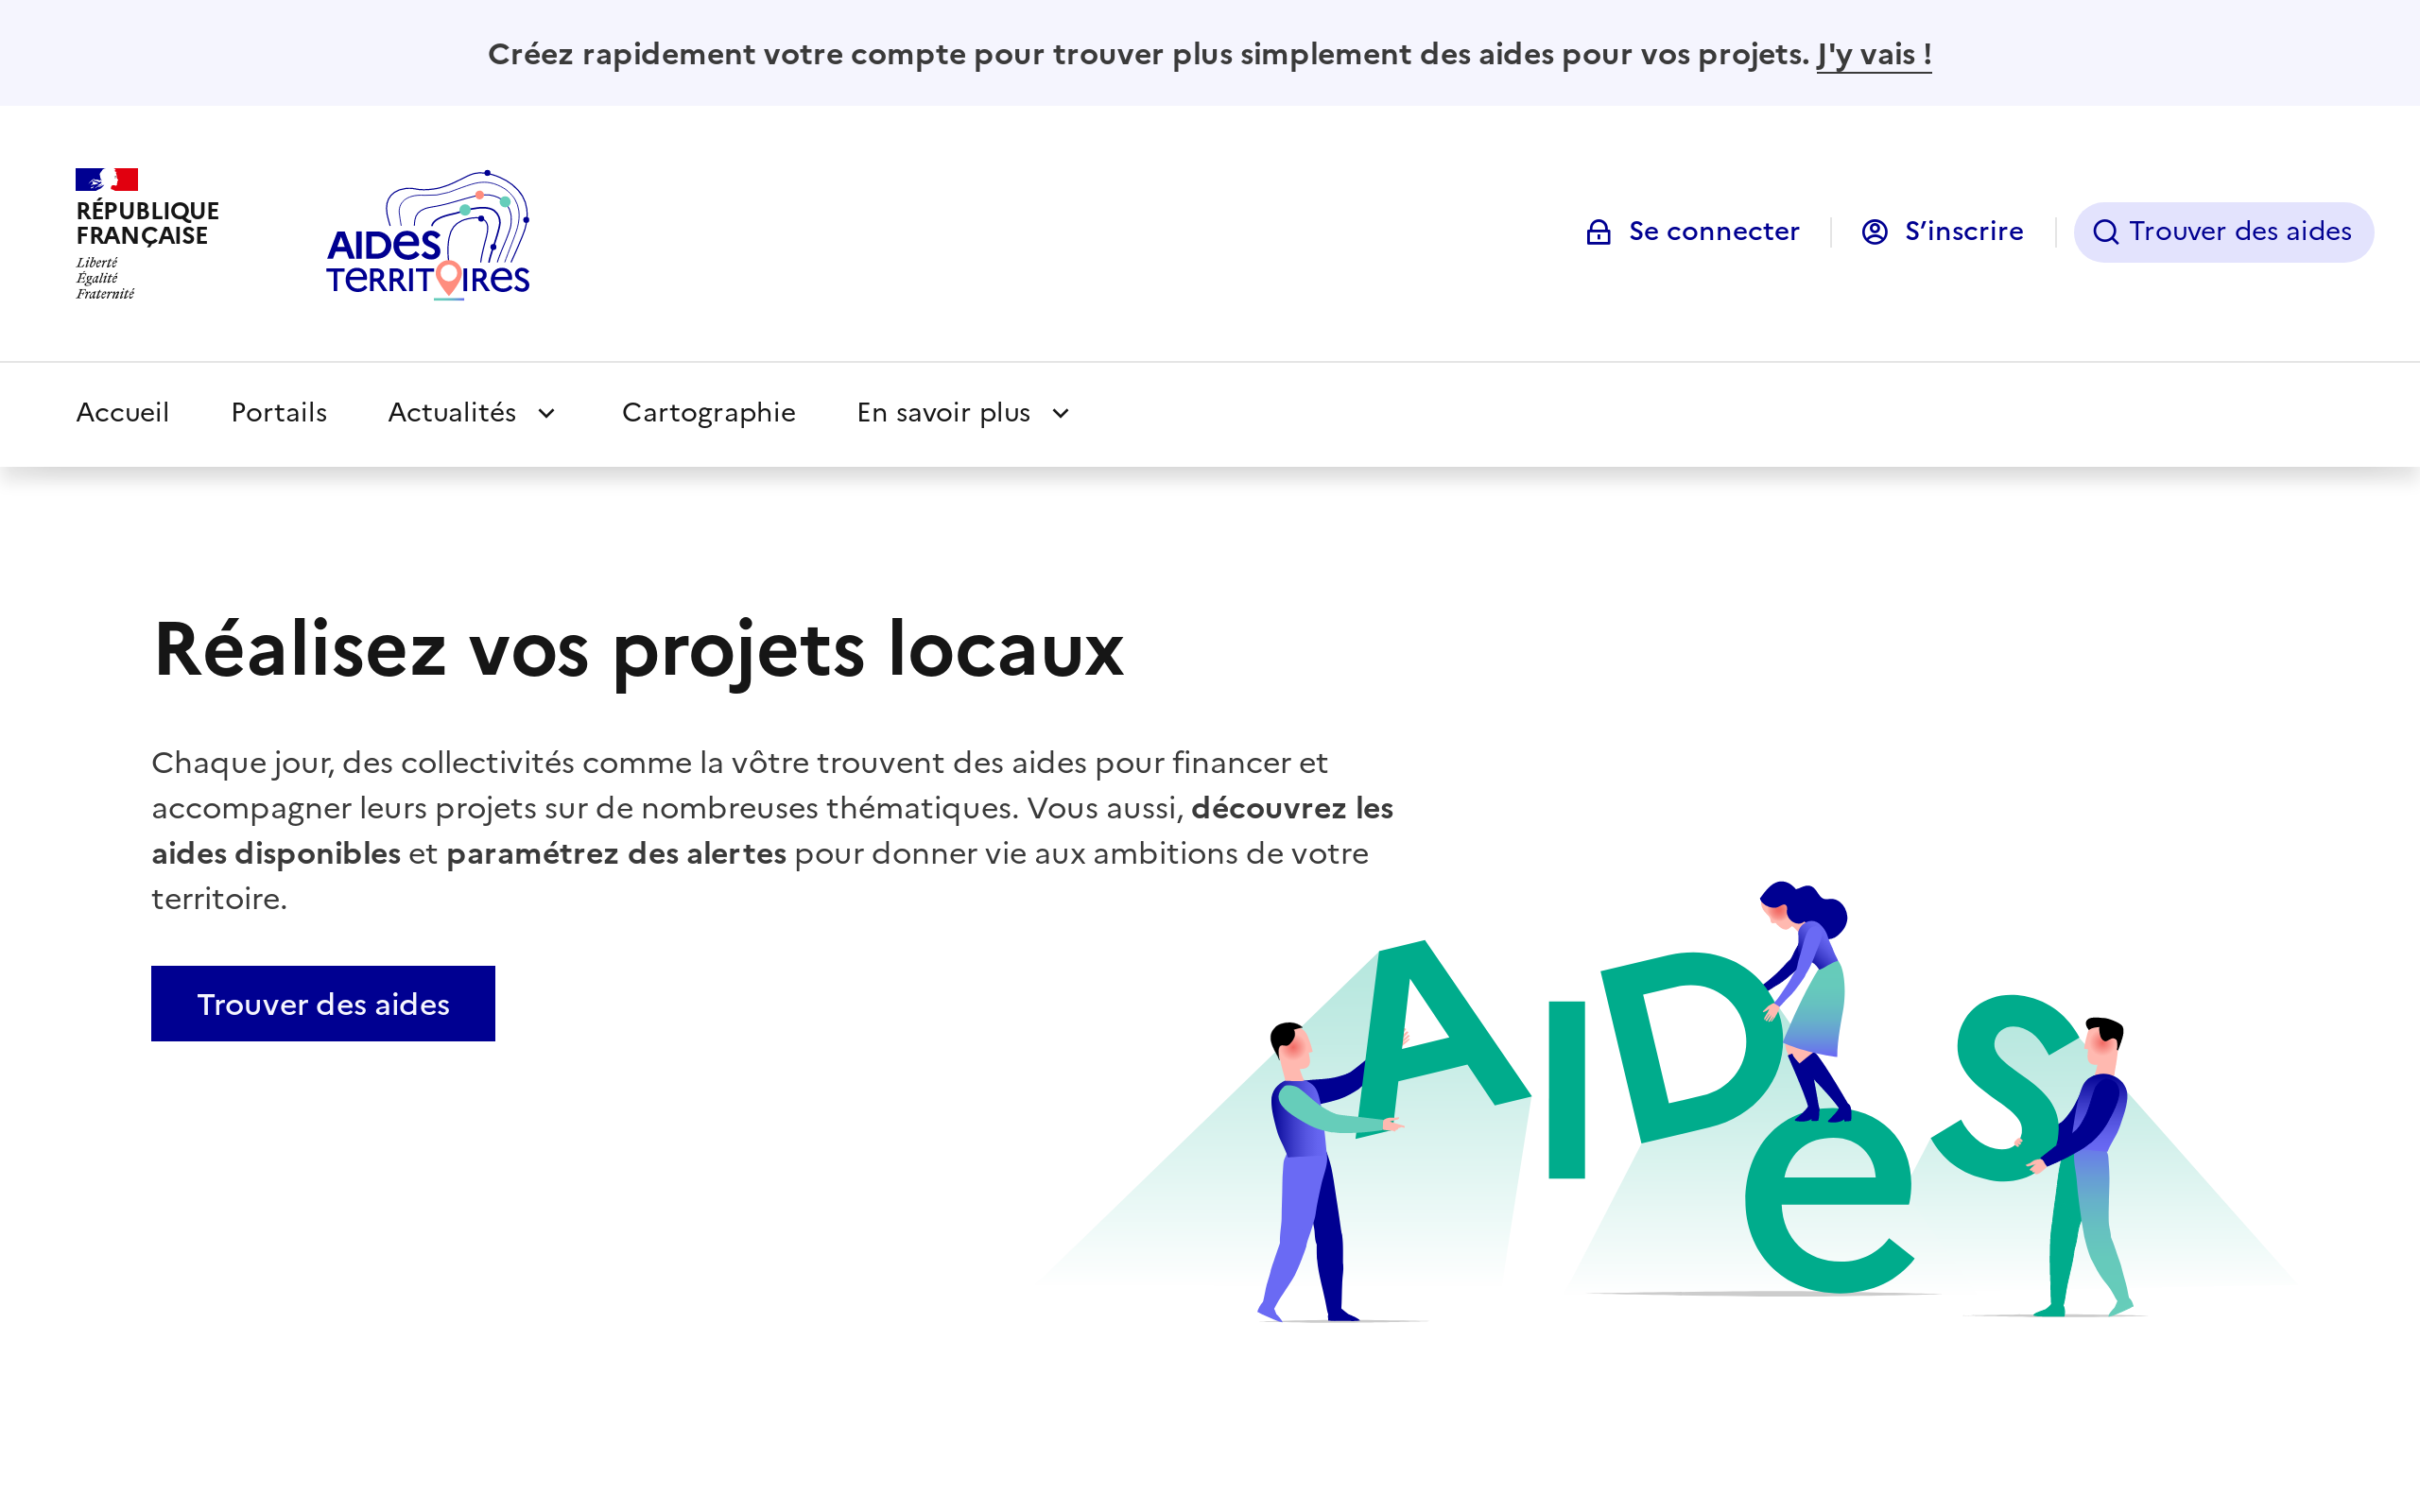 Créez rapidement votre compte pour trouver plus simplement des aides pour vos projets. J'y vais !
RÉPUBLIQUE
FRANÇAISE
Liberté
Égalité
Fraternité
AIDes
TERRITOIRes
Se connecter
S’inscrire
Trouver des aides
Accueil
Portails
Actualités
Cartographie
En savoir plus
Réalisez vos projets locaux
Chaque jour, des collectivités comme la vôtre trouvent des aides pour financer et
accompagner leurs projets sur de nombreuses thématiques. Vous aussi, découvrez les
aides disponibles et paramétrez des alertes pour donner vie aux ambitions de votre
territoire.
Trouver des aides
AIDeS